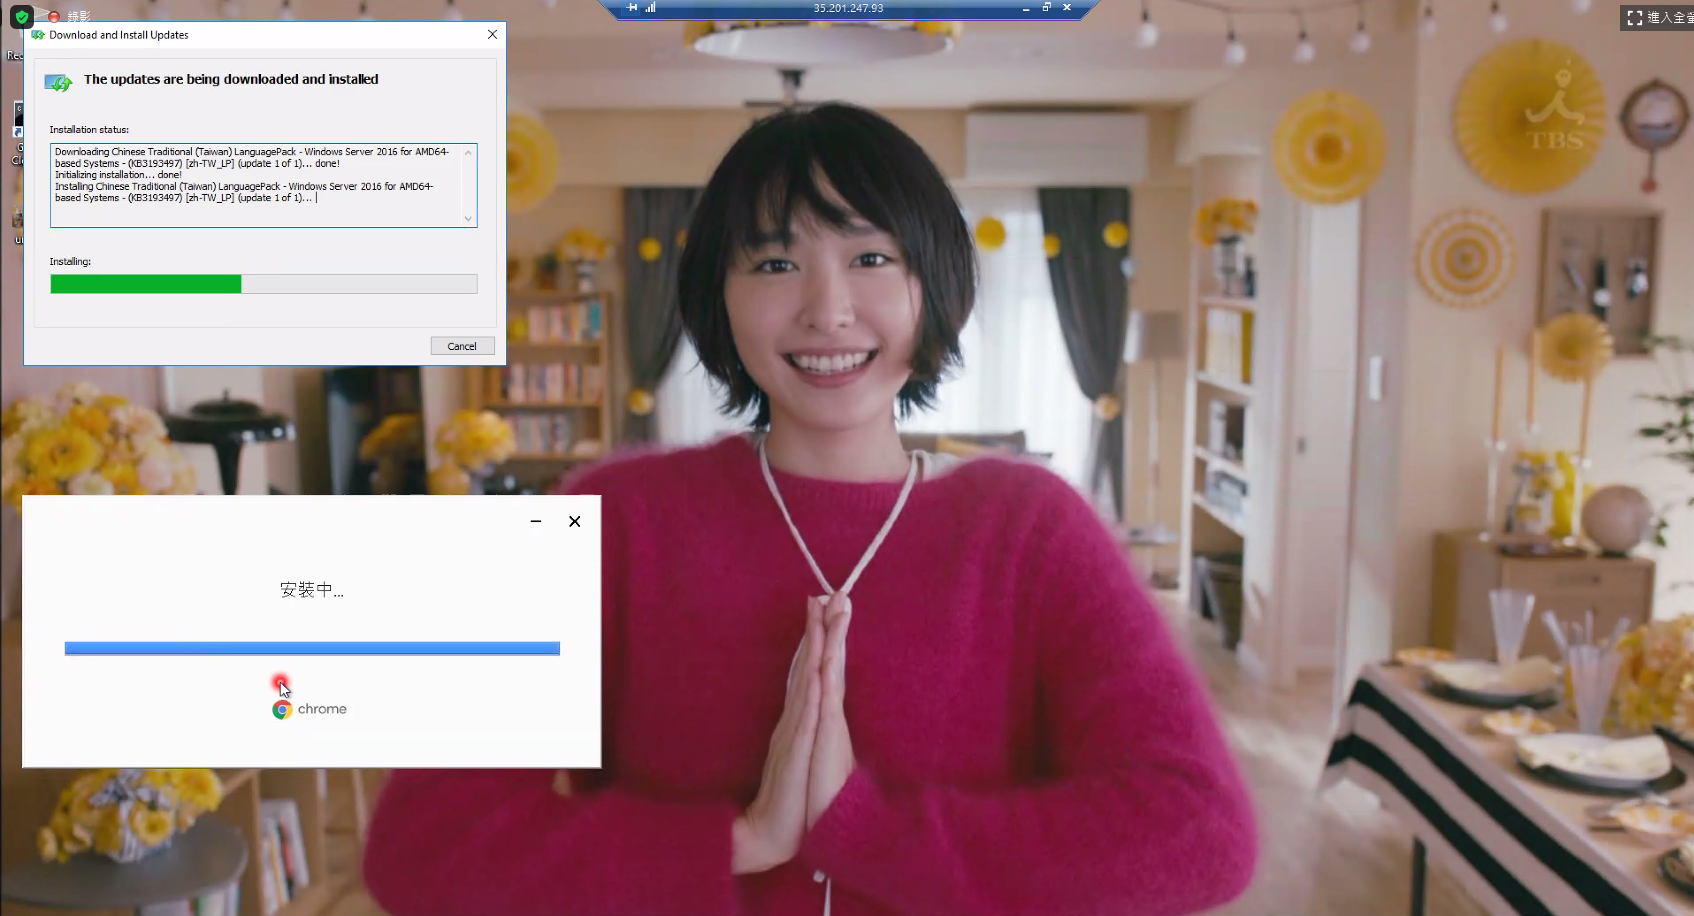 錄影
35.201.247.93
進入全螢
Download and Install Updates
Rec
The updates are being downloaded and installed
Installation status:
Downloading Chinese Traditional (Taiwan) LanguagePack - Windows Server 2016 for AMD64-
based Systems - (KB3193497) [zh-TW_LP] (update 1 of 1)... done!
Initializing installation... done!
Installing Chinese Traditional (Taiwan) LanguagePack - Windows Server 2016 for AMD64-
based Systems - (KB3193497) [zh-TW_LP] (update 1 of 1)...
TBS
G
Installing:
Cancel
安裝中...
chrome